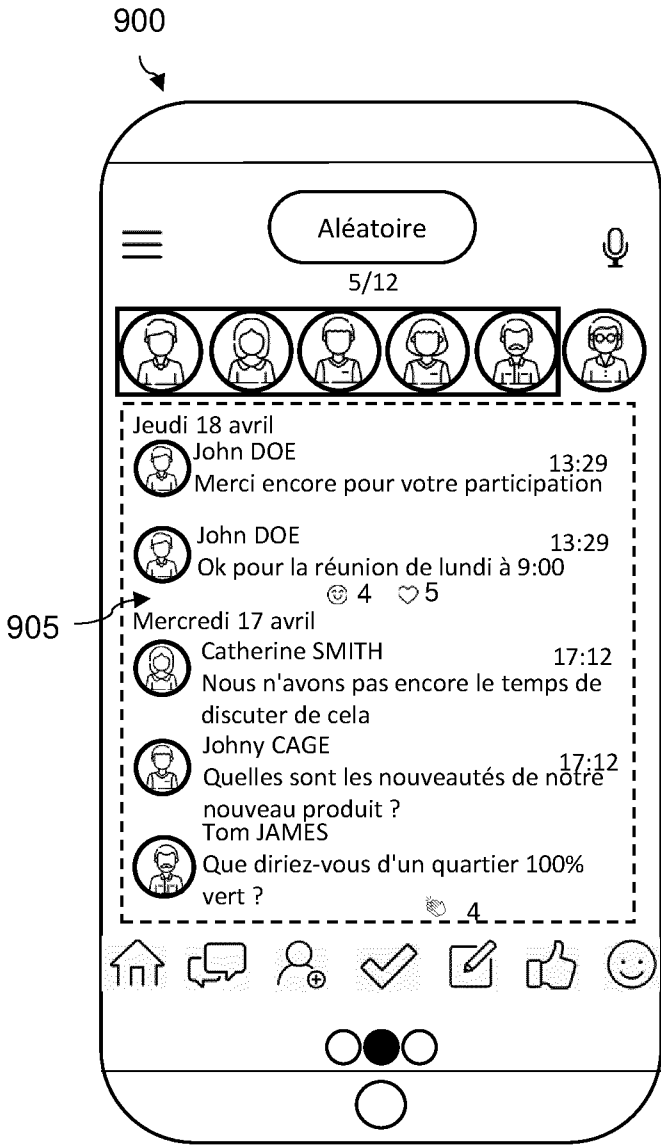 900
Aléatoire
5/12
Jeudi 18 avril
John DOE
13:29
Merci encore pour votre participation
John DOE
13:29
Ok pour la réunion de lundi à 9:00
4 5
905
Mercredi 17 avril
Catherine SMITH
17:12
Nous n'avons pas encore le temps de
discuter de cela
Johny CAGE
17:12
Quelles sont les nouveautés de notre
nouveau produit ?
Tom JAMES
Que diriez-vous d'un quartier 100%
vert ?
4